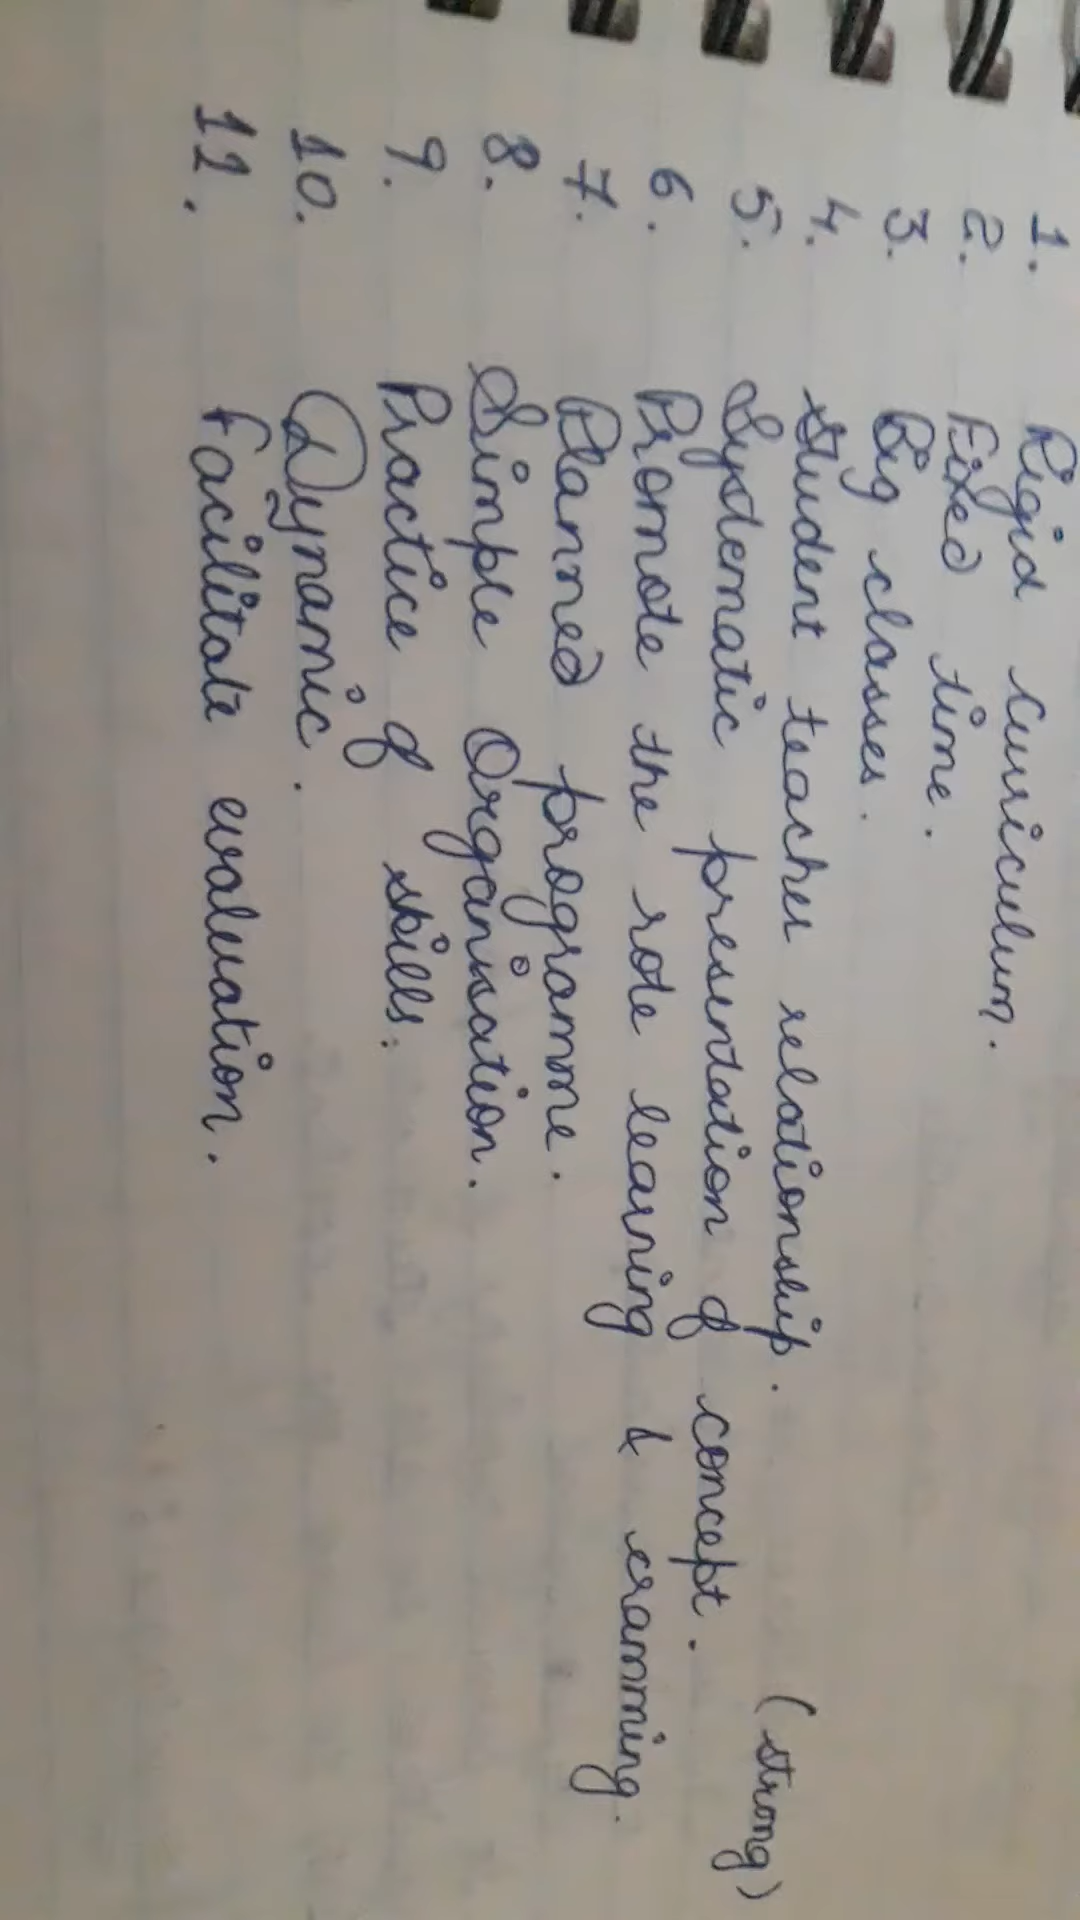 1. Rigid curriculum.
2. Fixed time.
3. Big classes.
4. Student teacher relationship. (strong)
5. Systematic presentation of concept.
6. Promote the rote learning & cramming.
7. Planned programme.
8. Simple Organisation.
9. Practice of skills.
10. Dynamic.
11. Facilitate evaluation.